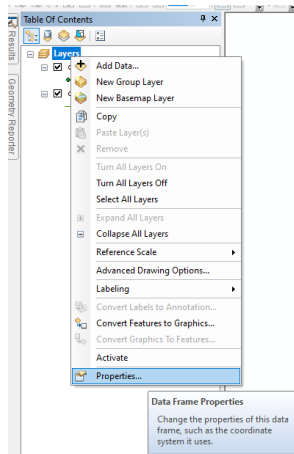 Table Of Contents
Results
Geometry Reporter
Layers
Add Data...
New Group Layer
New Basemap Layer
Copy
Paste Layer(s)
Remove
Turn All Layers On
Turn All Layers Off
Select All Layers
Expand All Layers
Collapse All Layers
Reference Scale
Advanced Drawing Options...
Labeling
Convert Labels to Annotation...
Convert Features to Graphics...
Convert Graphics To Features...
Activate
Properties...
Data Frame Properties
Change the properties of this data
frame, such as the coordinate
system it uses.